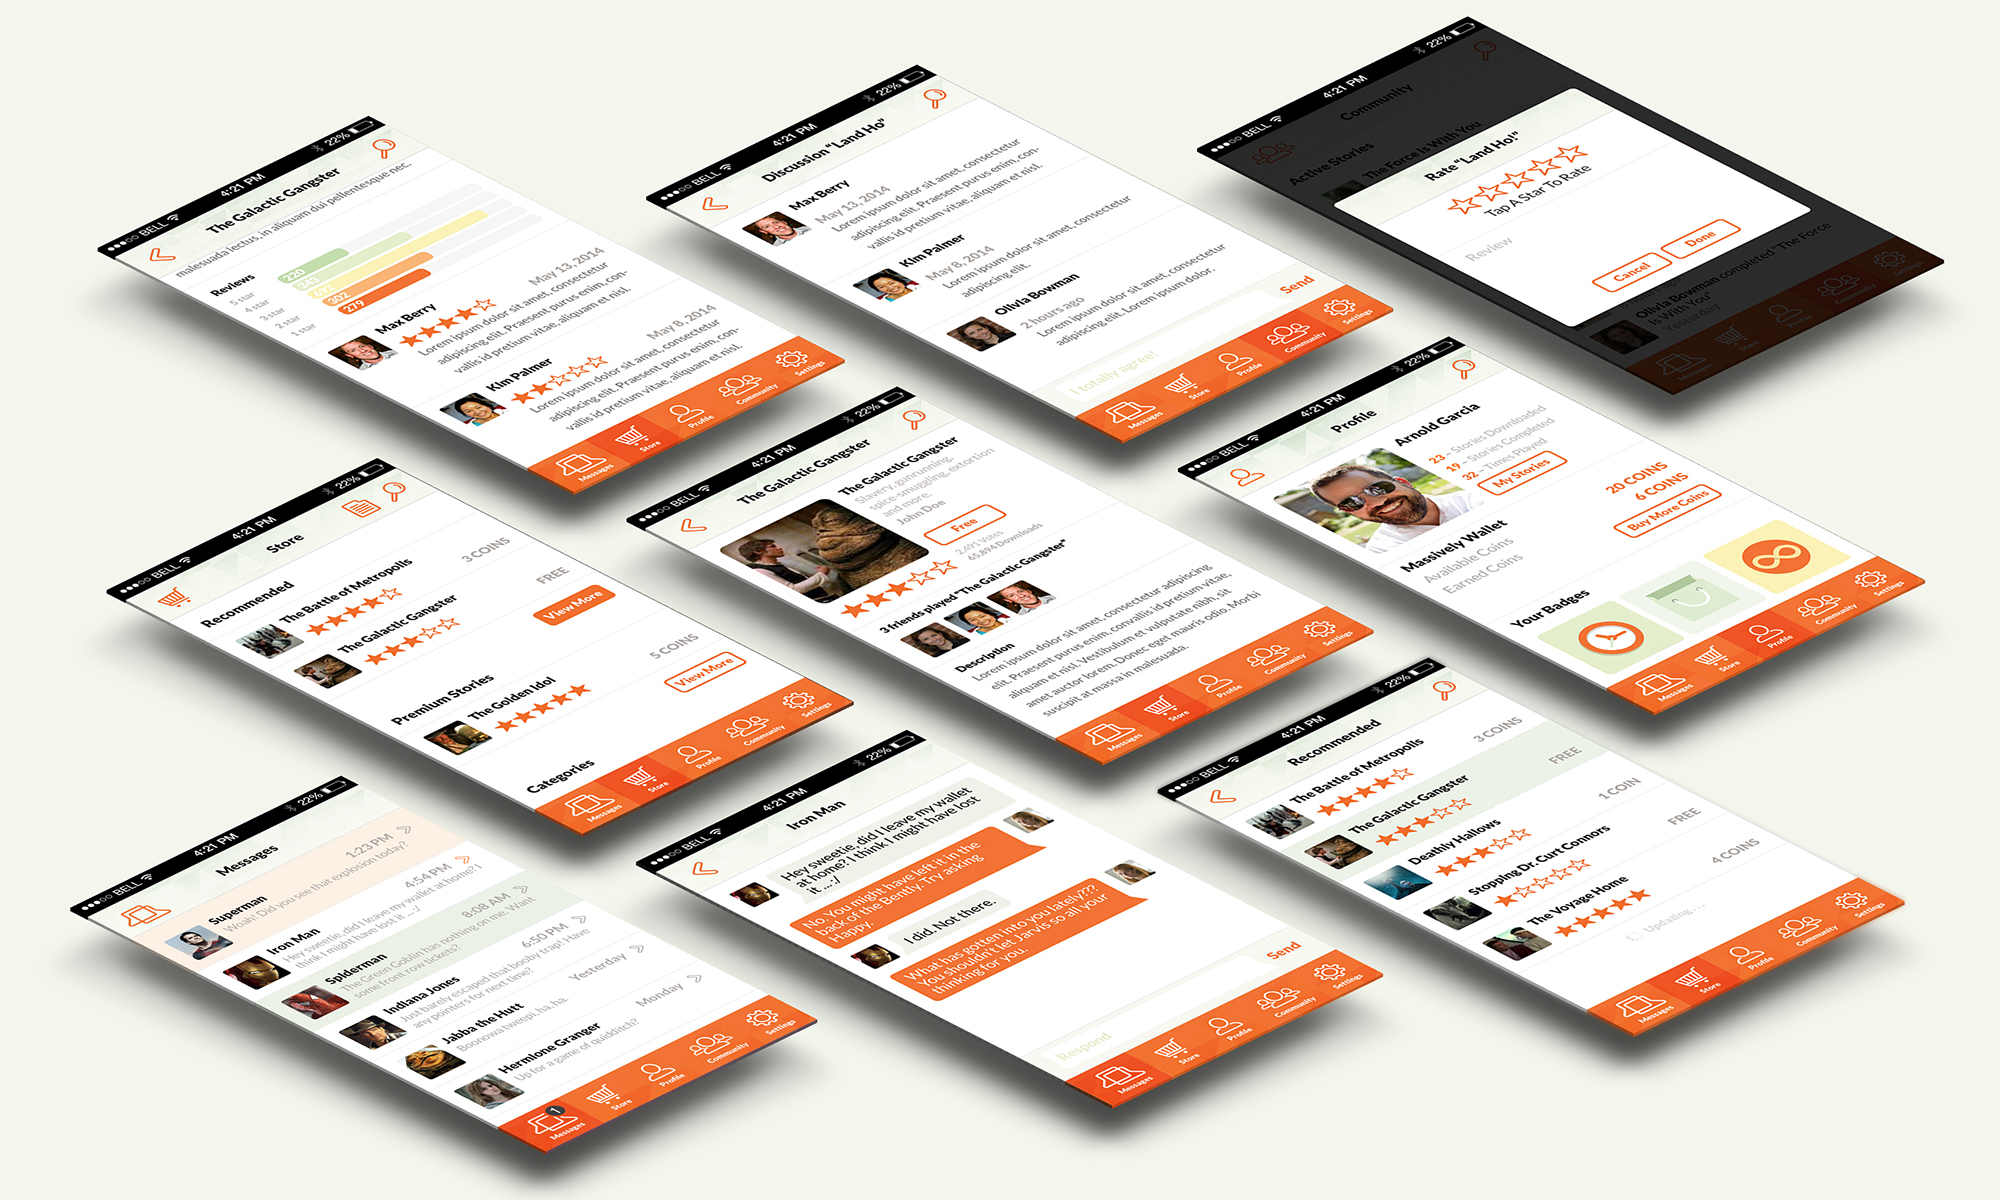 ●●●○○ BELL 4:21 PM 22%
The Galactic Gangster
malesuada lectus, in aliquam dui pellentesque nec.
Reviews
5 star 220
4 star 343
3 star 692
2 star 302
1 star 279
Max Berry May 13, 2014
Lorem ipsum dolor sit amet, consectetur
adipiscing elit. Praesent purus enim, con-
vallis id pretium vitae, aliquam et nisl.
Kim Palmer May 8, 2014
Lorem ipsum dolor sit amet, consectetur
adipiscing elit. Praesent purus enim, con-
vallis id pretium vitae, aliquam et nisl.
Messages Store Profile Community Settings
●●●○○ BELL 4:21 PM 22%
Discussion "Land Ho"
Max Berry
May 13, 2014
Lorem ipsum dolor sit amet, consectetur
adipiscing elit. Praesent purus enim, con-
vallis id pretium vitae, aliquam et nisl.
Kim Palmer
May 8, 2014
Lorem ipsum dolor sit amet, consectetur
adipiscing elit.
Olivia Bowman
2 hours ago
Lorem ipsum dolor sit amet, consectetur
adipiscing elit. Lorem ipsum dolor.
I totally agree! Send
Messages Store Profile Community Settings
●●●○○ BELL 4:21 PM 22%
Community
Active Stories
The Force Is With You
Rate "Land Ho!"
Tap A Star To Rate
Review
Cancel Done
Olivia Bowman completed "The Force
Is With You"
Yesterday
Messages Store Profile Community Settings
●●●○○ BELL 4:21 PM 22%
Store
Recommended
The Battle of Metropolis 3 COINS
The Galactic Gangster FREE
View More
Premium Stories
The Golden Idol 5 COINS
View More
Categories
Messages Store Profile Community Settings
●●●○○ BELL 4:21 PM 22%
The Galactic Gangster
The Galactic Gangster
Slavery, gunrunning,
spice-smuggling, extortion
and more.
John Doe
Free
2,491 Votes
65,894 Downloads
3 friends played "The Galactic Gangster"
Description
Lorem ipsum dolor sit amet, consectetur adipiscing
elit. Praesent purus enim, convallis id pretium vitae,
aliquam et nisl. Vestibulum et vulputate nibh, sit
amet auctor lorem. Donec eget mauris odio. Morbi
suscipit at massa in malesuada.
Messages Store Profile Community Settings
●●●○○ BELL 4:21 PM 22%
Profile
Arnold Garcia
23 - Stories Downloaded
19 - Stories Completed
32 - Times Played
My Stories
Massively Wallet
Available Coins 20 COINS
Earned Coins 6 COINS
Buy More Coins
Your Badges
Messages Store Profile Community Settings
●●●○○ BELL 4:21 PM 22%
Messages
Superman 1:23 PM
Woah! Did you see that explosion today?
Iron Man 4:54 PM
Hey sweetie, did I leave my wallet at home? I
think I might have lost it ...:/
Spiderman 8:08 AM
The Green Goblin has nothing on me. Want
some front row tickets?
Indiana Jones 6:50 PM
Just barely escaped that booby trap! Have
any pointers for next time?
Jabba the Hutt Yesterday
Boonowa tweepi, ha, ha.
Hermione Granger Monday
Up for a game of quidditch?
1
Messages Store Profile Community Settings
●●●○○ BELL 4:21 PM 22%
Iron Man
Hey sweetie, did I leave my wallet
at home? I think I might have lost
it ...:/
No. You might have left it in the
back of the Bently. Try asking
Happy.
I did. Not there.
What has gotten into you lately???
You shouldn't let Jarvis so all your
thinking for you.
Respond Send
Messages Store Profile Community Settings
●●●○○ BELL 4:21 PM 22%
Recommended
The Battle of Metropolis 3 COINS
The Galactic Gangster FREE
Deathly Hallows 1 COIN
Stopping Dr. Curt Connors FREE
The Voyage Home 4 COINS
Updating . . .
Messages Store Profile Community Settings